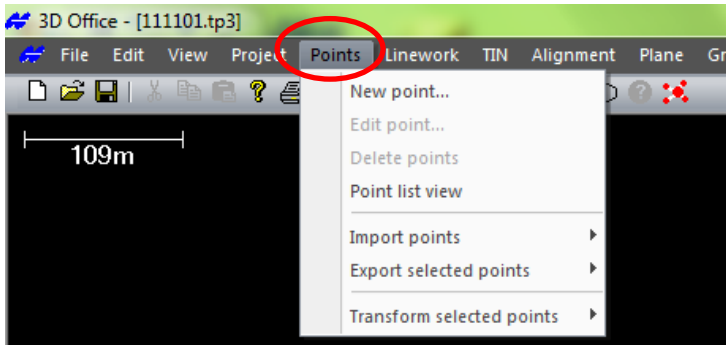 3D Office - [111101.tp3]
File Edit View Project Points Linework TIN Alignment Plane Gr
109m
New point...
Edit point...
Delete points
Point list view
Import points
Export selected points
Transform selected points